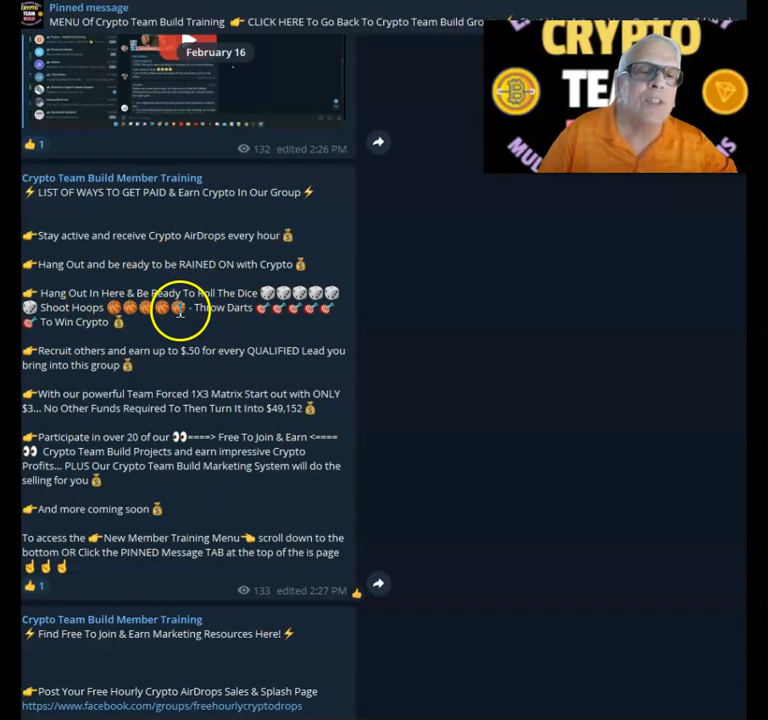 Pinned message
MENU Of Crypto Team Build Training 👉 CLICK HERE To Go Back To Crypto Team Build Gro
CRYPTO
TEA
MUL
IS
February 16
👍 1
132 edited 2:26 PM
Crypto Team Build Member Training
⚡ LIST OF WAYS TO GET PAID & Earn Crypto In Our Group ⚡
👉Stay active and receive Crypto AirDrops every hour 💰
👉Hang Out and be ready to be RAINED ON with Crypto 💰
👉 Hang Out In Here & Be Ready To Roll The Dice 🎲🎲🎲🎲🎲
🎲 Shoot Hoops 🏀🏀🏀🏀🏀 - Throw Darts 🎯🎯🎯🎯🎯
🎯 To Win Crypto 💰
👉Recruit others and earn up to $.50 for every QUALIFIED Lead you
bring into this group 💰
👉With our powerful Team Forced 1X3 Matrix Start out with ONLY
$3... No Other Funds Required To Then Turn It Into $49,152 💰
👉Participate in over 20 of our 👀====> Free To Join & Earn <====
👀 Crypto Team Build Projects and earn impressive Crypto
Profits... PLUS Our Crypto Team Build Marketing System will do the
selling for you 💰
👉And more coming soon 💰
To access the 👉New Member Training Menu👈 scroll down to the
bottom OR Click the PINNED Message TAB at the top of the is page
☝️☝️☝️
👍 1
133 edited 2:27 PM
Crypto Team Build Member Training
⚡ Find Free To Join & Earn Marketing Resources Here! ⚡
👉Post Your Free Hourly Crypto AirDrops Sales & Splash Page
https://www.facebook.com/groups/freehourlycryptodrops